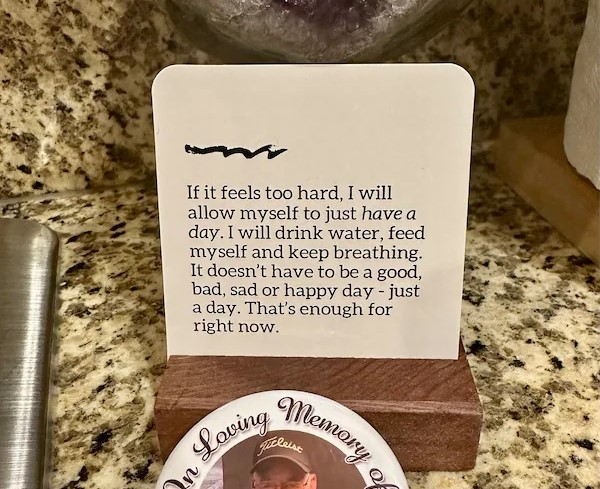 If it feels too hard, I will
allow myself to just have a
day. I will drink water, feed
myself and keep breathing.
It doesn't have to be a good,
bad, sad or happy day - just
a day. That's enough for
right now.
In Loving Memory of
Titleist